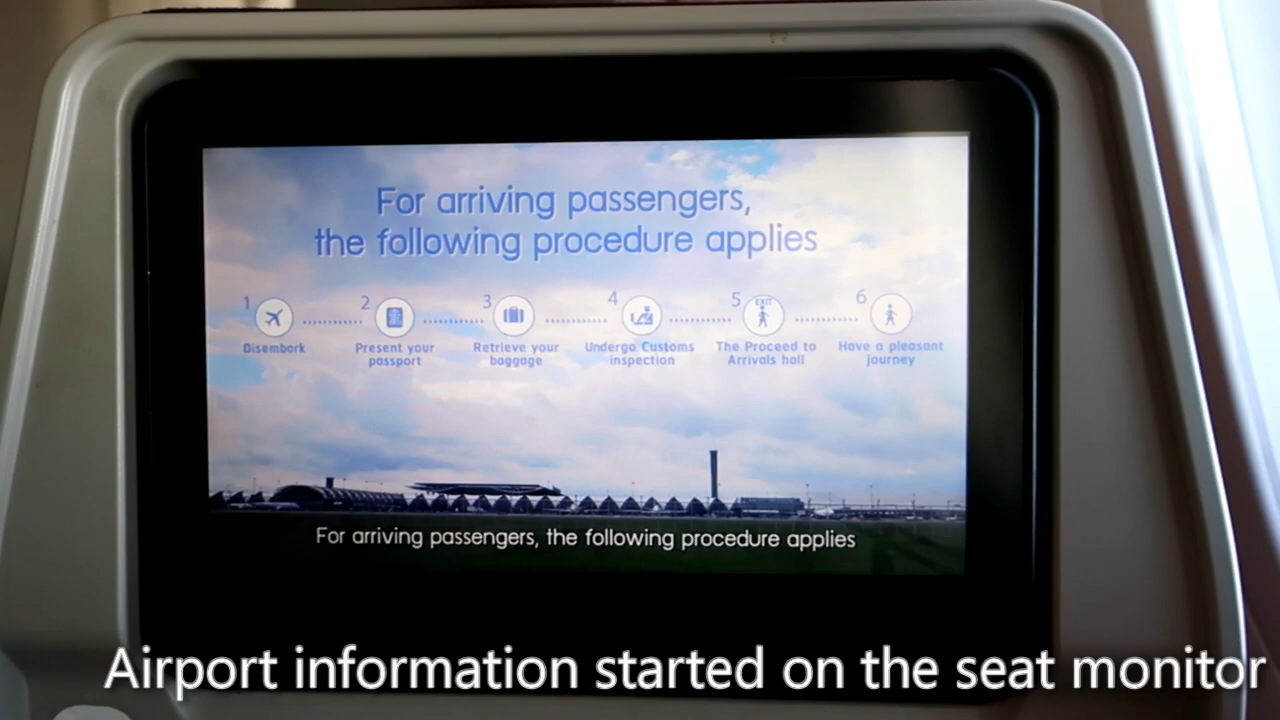 For arriving passengers,
the following procedure applies
1
2
3
4
5
6
EXIT
Disembark
Present your
passport
Retrieve your
baggage
Undergo Customs
inspection
The Proceed to
Arrivals hall
Have a pleasant
journey
For arriving passengers, the following procedure applies
Airport information started on the seat monitor